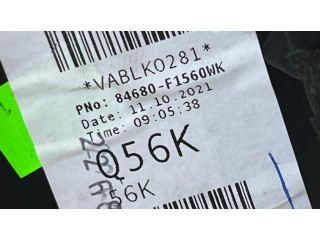 *VABLK0281*
PNo: 84680-F1560WK
Date: 11.10.2021
Time: 09:05:38
Q56K
56K